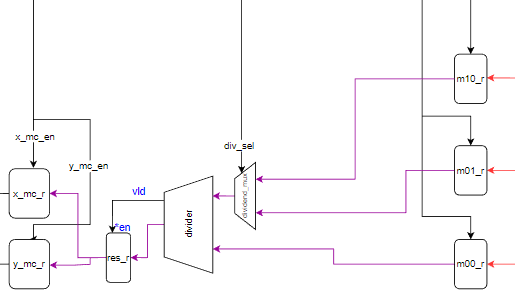 m10_r
x_mc_en
div_sel
y_mc_en
m01_r
dividend_mux
vld
x_mc_r
divider
*en
res_r
y_mc_r
m00_r